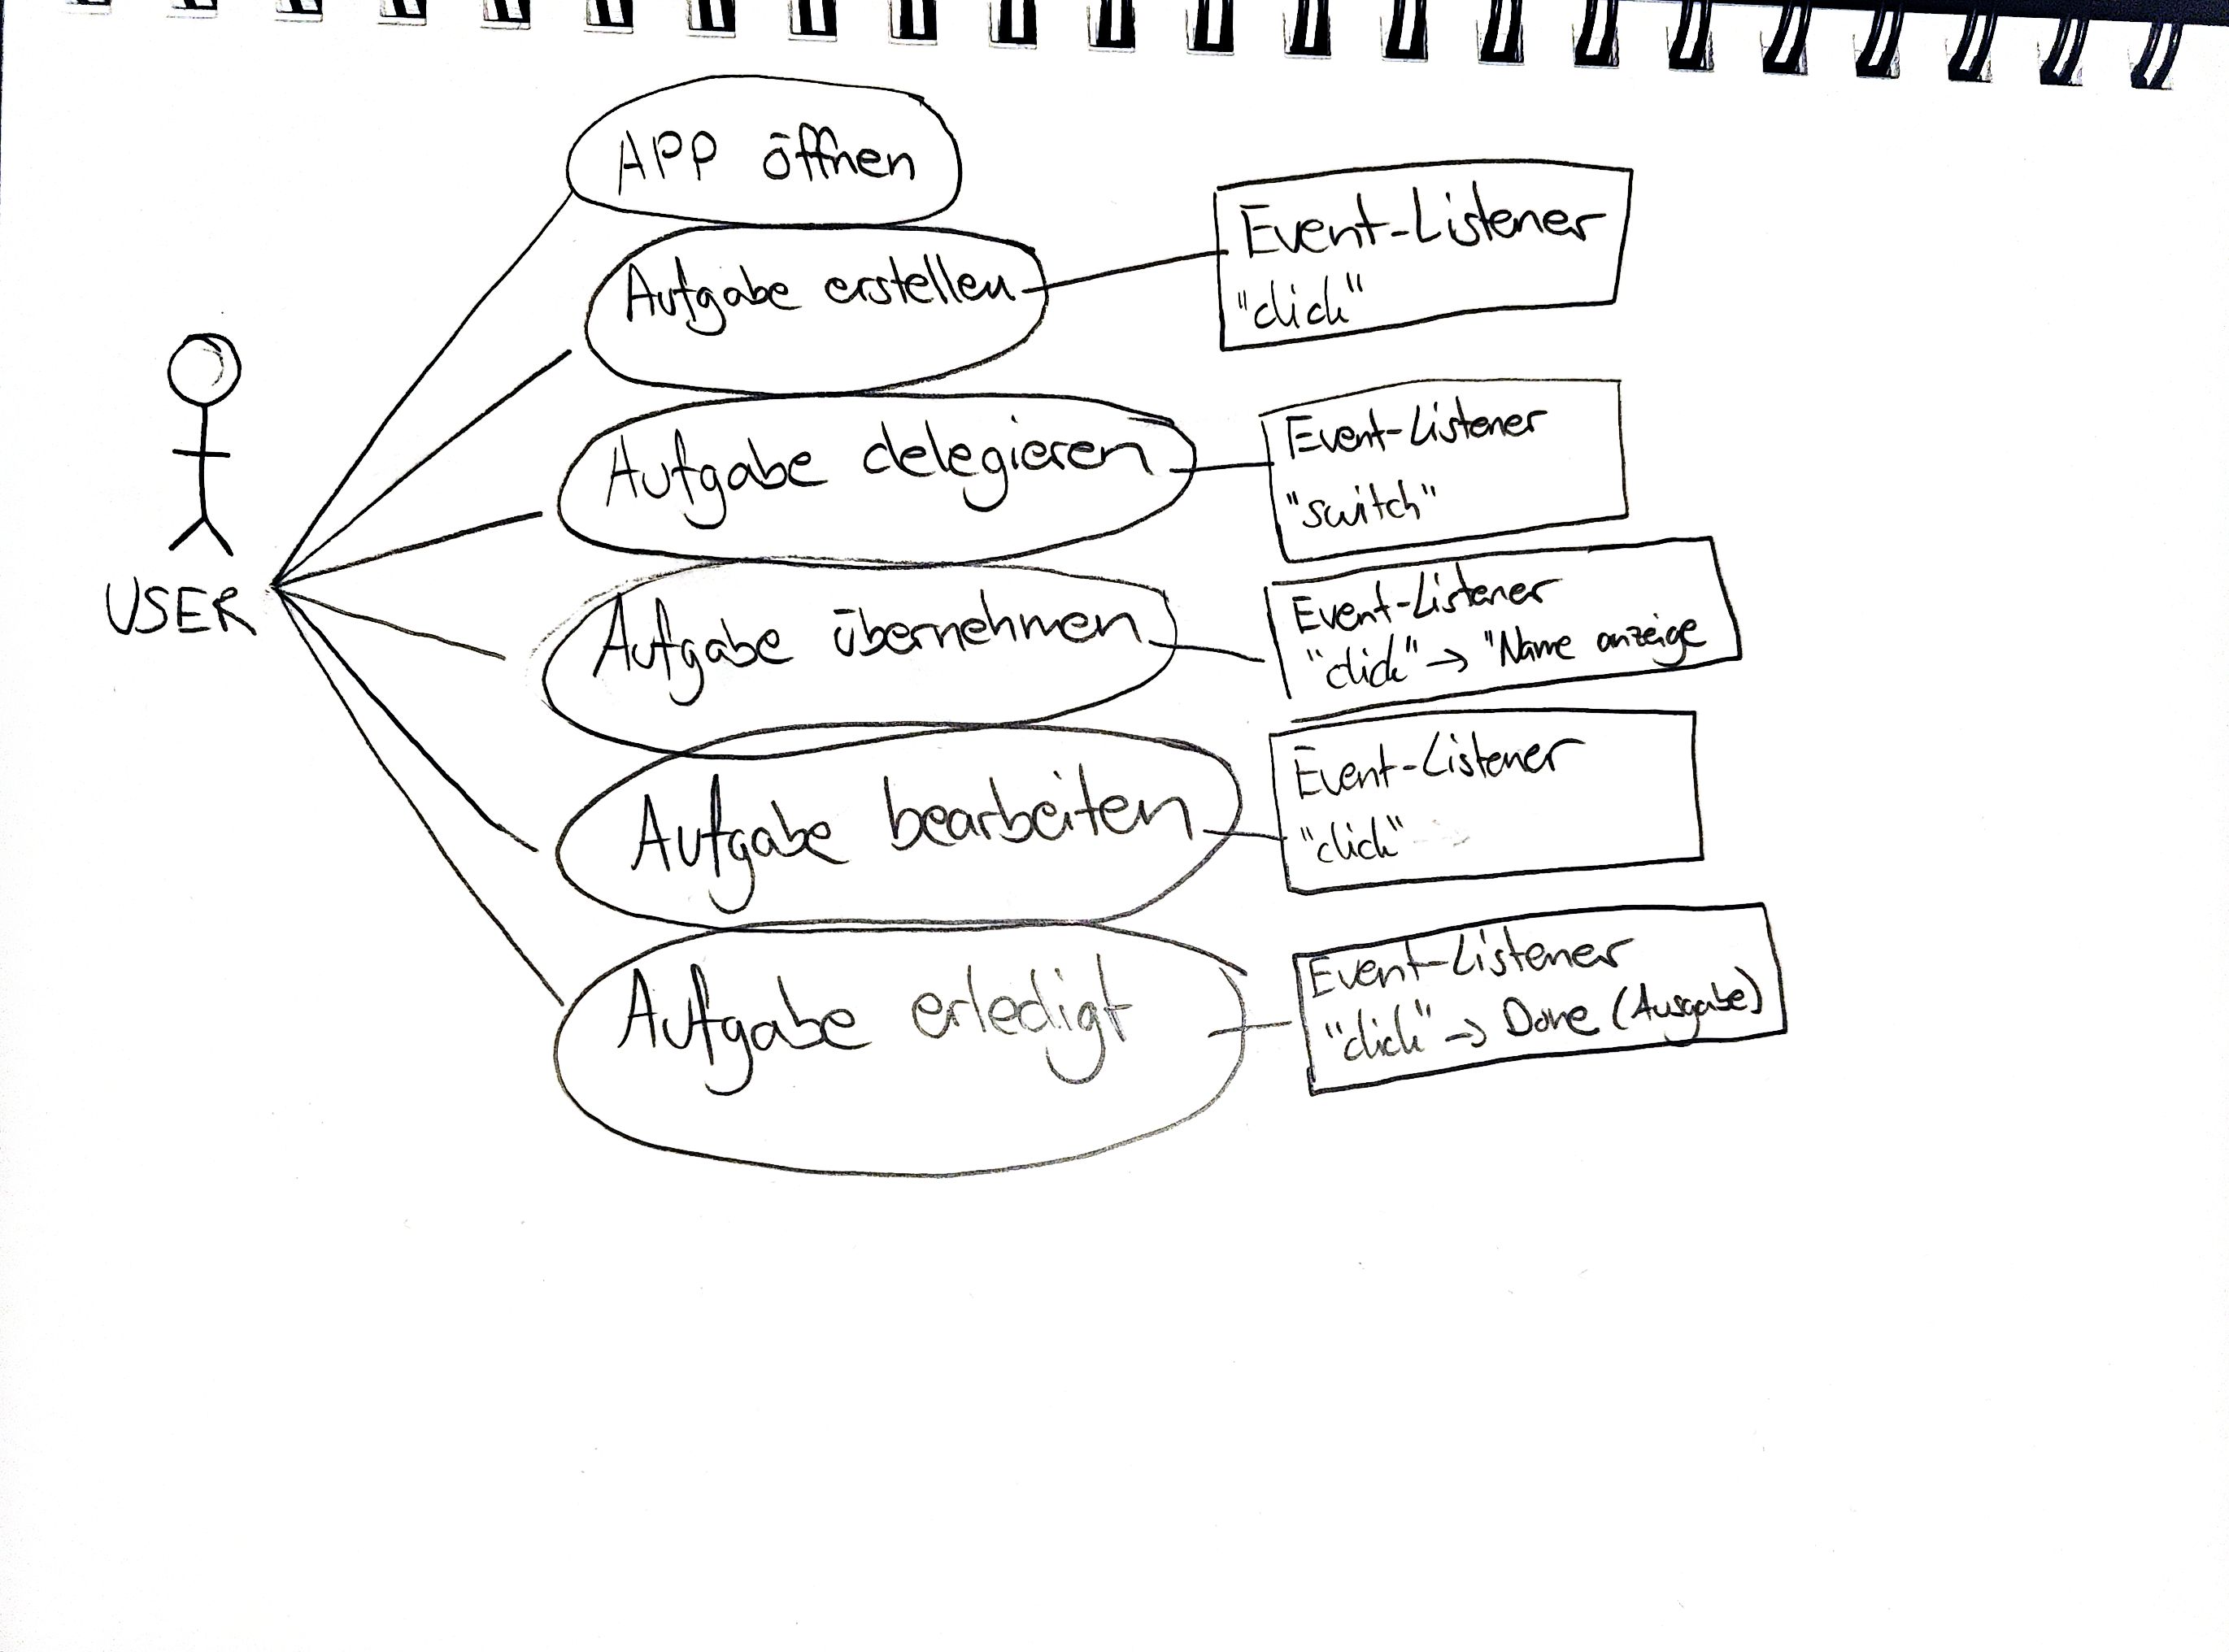 APP öffnen
Event-Listener
"click"
Aufgabe erstellen
Aufgabe delegieren
Event-Listener
"switch"
USER
Aufgabe übernehmen
Event-Listener
"click" → "Name anzeige
Aufgabe bearbeiten
Event-Listener
"click"
Aufgabe erledigt
Event-Listener
"click" → Done (Ausgabe)